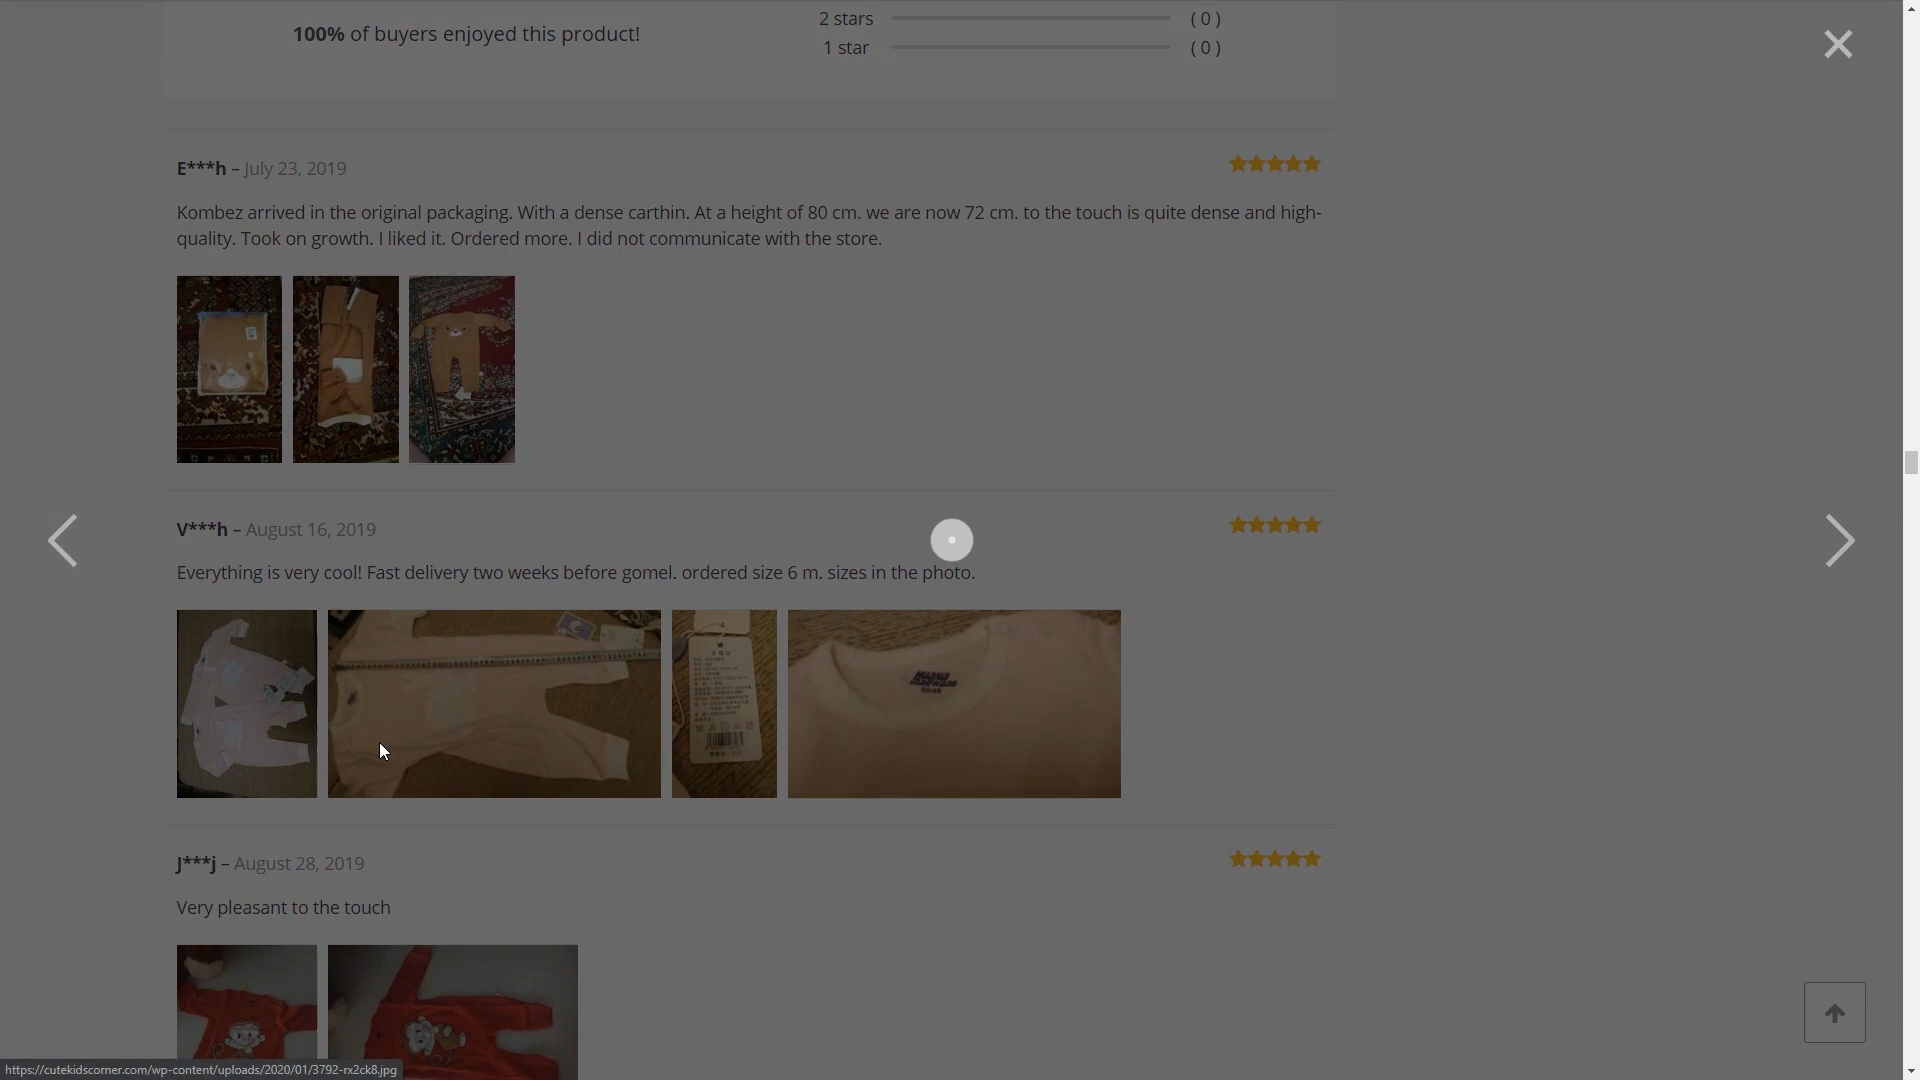 100% of buyers enjoyed this product!
2 stars ( 0 )
1 star ( 0 )
E***h – July 23, 2019
Kombez arrived in the original packaging. With a dense carthin. At a height of 80 cm. we are now 72 cm. to the touch is quite dense and high-
quality. Took on growth. I liked it. Ordered more. I did not communicate with the store.
V***h – August 16, 2019
Everything is very cool! Fast delivery two weeks before gomel. ordered size 6 m. sizes in the photo.
J***j – August 28, 2019
Very pleasant to the touch
https://cutekidscorner.com/wp-content/uploads/2020/01/3792-rx2ck8.jpg